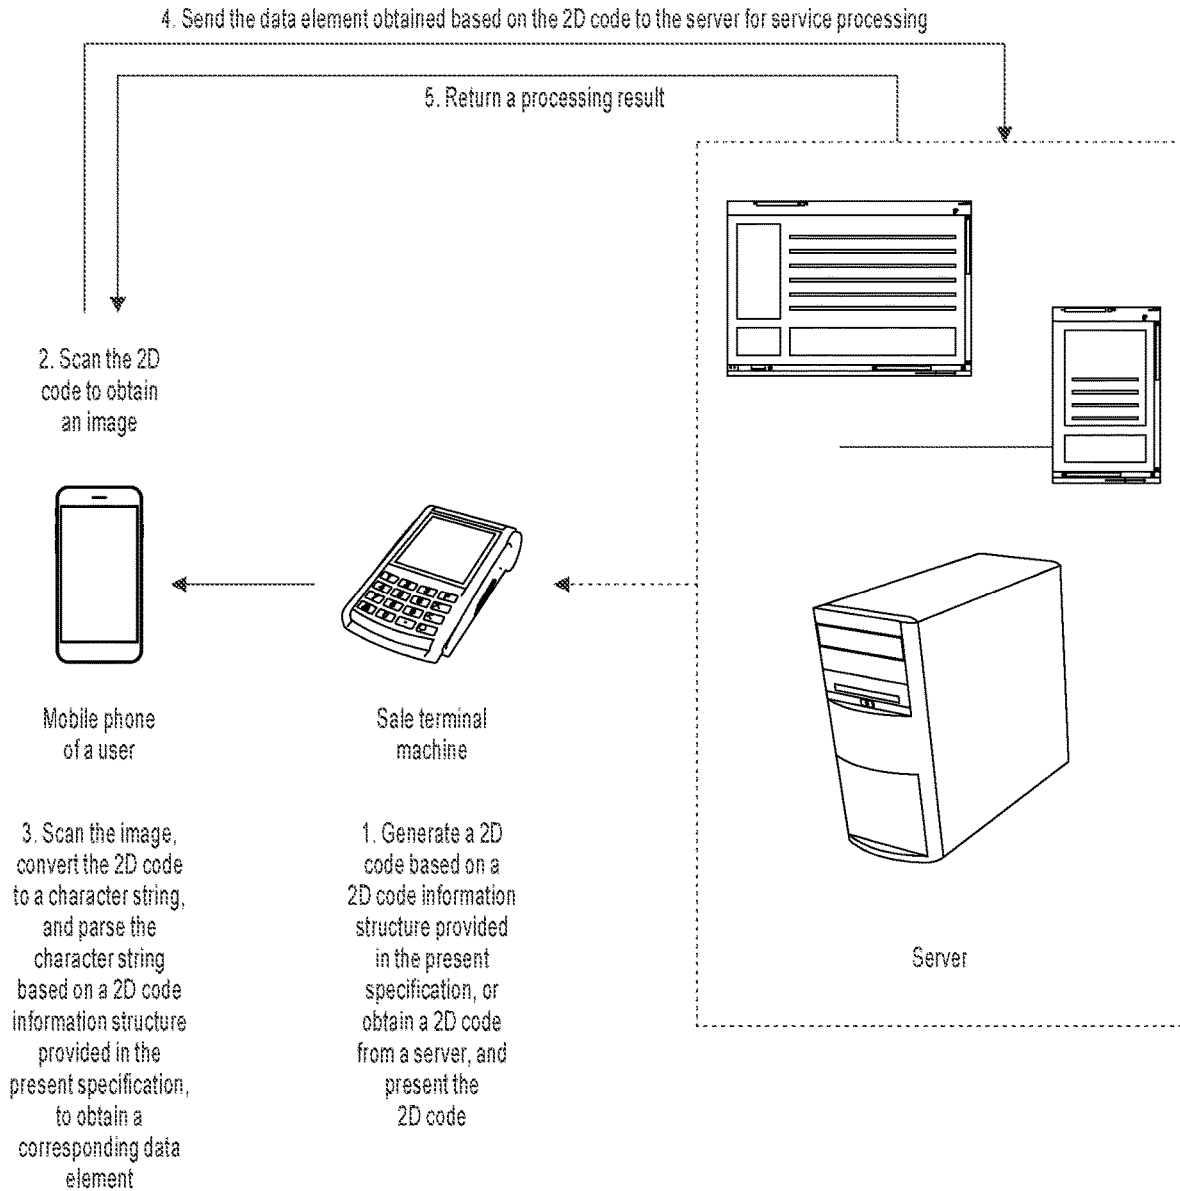 4. Send the data element obtained based on the 2D code to the server for service processing
5. Return a processing result
2. Scan the 2D
code to obtain
an image
Mobile phone
of a user
Sale terminal
machine
3. Scan the image,
convert the 2D code
to a character string,
and parse the
character string
based on a 2D code
information structure
provided in the
present specification,
to obtain a
corresponding data
element
1. Generate a 2D
code based on a
2D code information
structure provided
in the present
specification, or
obtain a 2D code
from a server, and
present the
2D code
Server